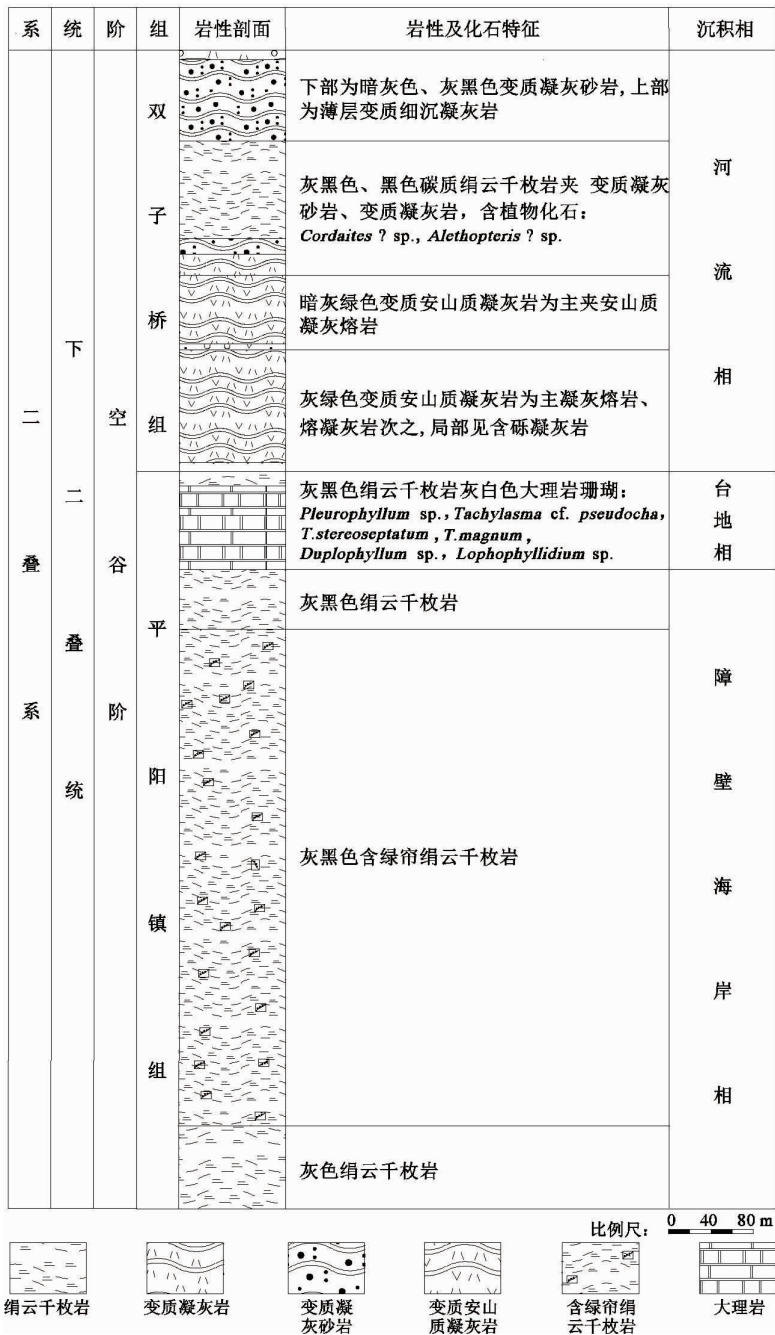 系 统 阶 组 岩性剖面 岩性及化石特征 沉积相
二叠系
下二叠统
空谷阶
双子桥组
下部为暗灰色、灰黑色变质凝灰砂岩,上部
为薄层变质细沉凝灰岩
灰黑色、黑色碳质绢云千枚岩夹 变质凝灰
砂岩、变质凝灰岩，含植物化石：
Cordaites ? sp., Alethopteris ? sp.
暗灰绿色变质安山质凝灰岩为主夹安山质
凝灰熔岩
灰绿色变质安山质凝灰岩为主凝灰熔岩、
熔凝灰岩次之,局部见含砾凝灰岩
河流相
平阳镇组
灰黑色绢云千枚岩灰白色大理岩珊瑚：
Pleurophyllum sp., Tachylasma cf. pseudocha,
T.stereoseptatum, T.magnum,
Duplophyllum sp., Lophophyllidium sp.
台地相
灰黑色绢云千枚岩
灰黑色含绿帘绢云千枚岩
灰色绢云千枚岩
障壁海岸相
比例尺： 0 40 80 m
绢云千枚岩
变质凝灰岩
变质凝
灰砂岩
变质安山
质凝灰岩
含绿帘绢
云千枚岩
大理岩